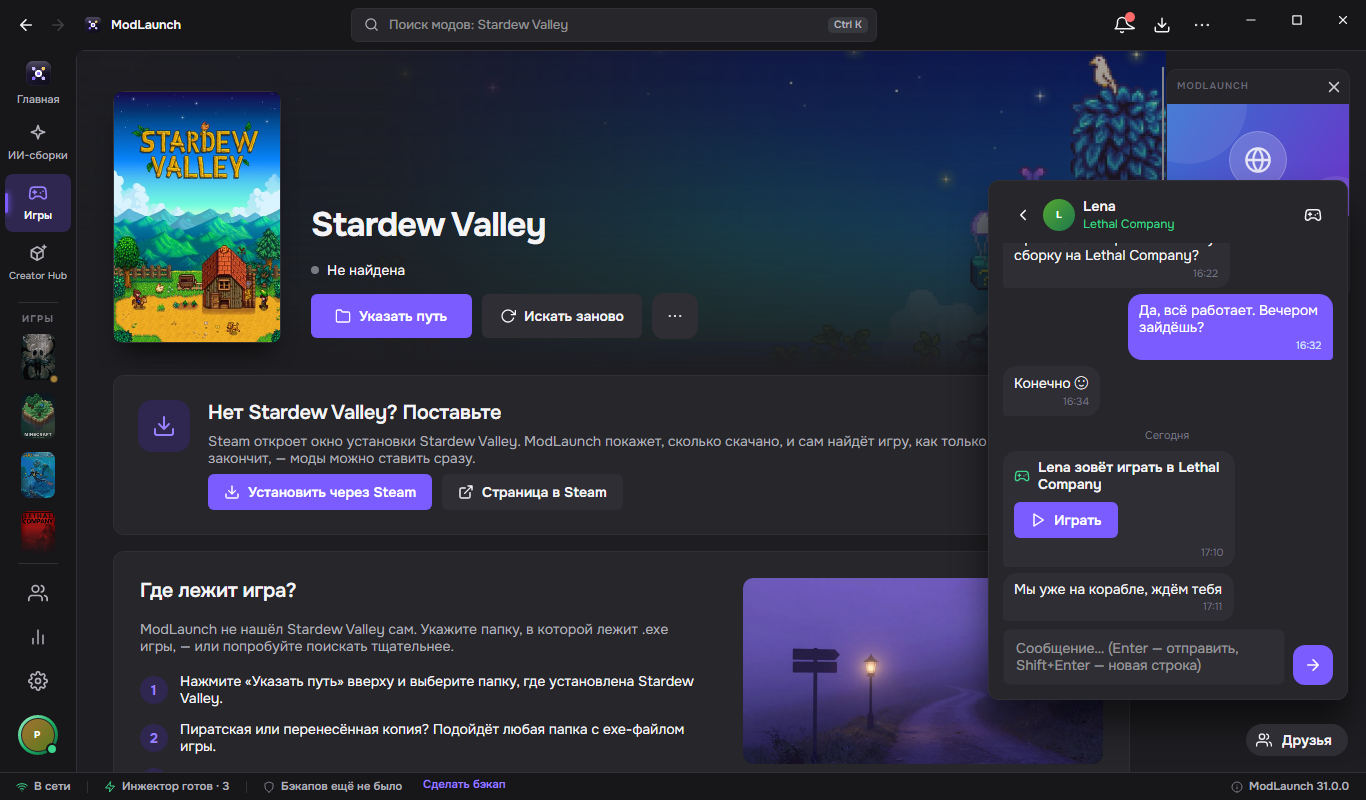 ModLaunch
Поиск модов: Stardew Valley
Ctrl K
Главная
ИИ-сборки
Игры
Creator Hub
ИГРЫ
MINECRAFT
LETHAL
COMPANY
P
STARDEW
VALLEY
Stardew Valley
Не найдена
Указать путь
Искать заново
Нет Stardew Valley? Поставьте
Steam откроет окно установки Stardew Valley. ModLaunch покажет, сколько скачано, и сам найдёт игру, как только
закончит, — моды можно ставить сразу.
Установить через Steam
Страница в Steam
Где лежит игра?
ModLaunch не нашёл Stardew Valley сам. Укажите папку, в которой лежит .exe
игры, — или попробуйте поискать тщательнее.
1
Нажмите «Указать путь» вверху и выберите папку, где установлена Stardew
Valley.
2
Пиратская или перенесённая копия? Подойдёт любая папка с exe-файлом
игры.
MODLAUNCH
L
Lena
Lethal Company
сборку на Lethal Company?
16:22
Да, всё работает. Вечером
зайдёшь?
16:32
Конечно
16:34
Сегодня
Lena зовёт играть в Lethal
Company
Играть
17:10
Мы уже на корабле, ждём тебя
17:11
Сообщение... (Enter — отправить,
Shift+Enter — новая строка)
Друзья
В сети
Инжектор готов · 3
Бэкапов ещё не было
Сделать бэкап
ModLaunch 31.0.0